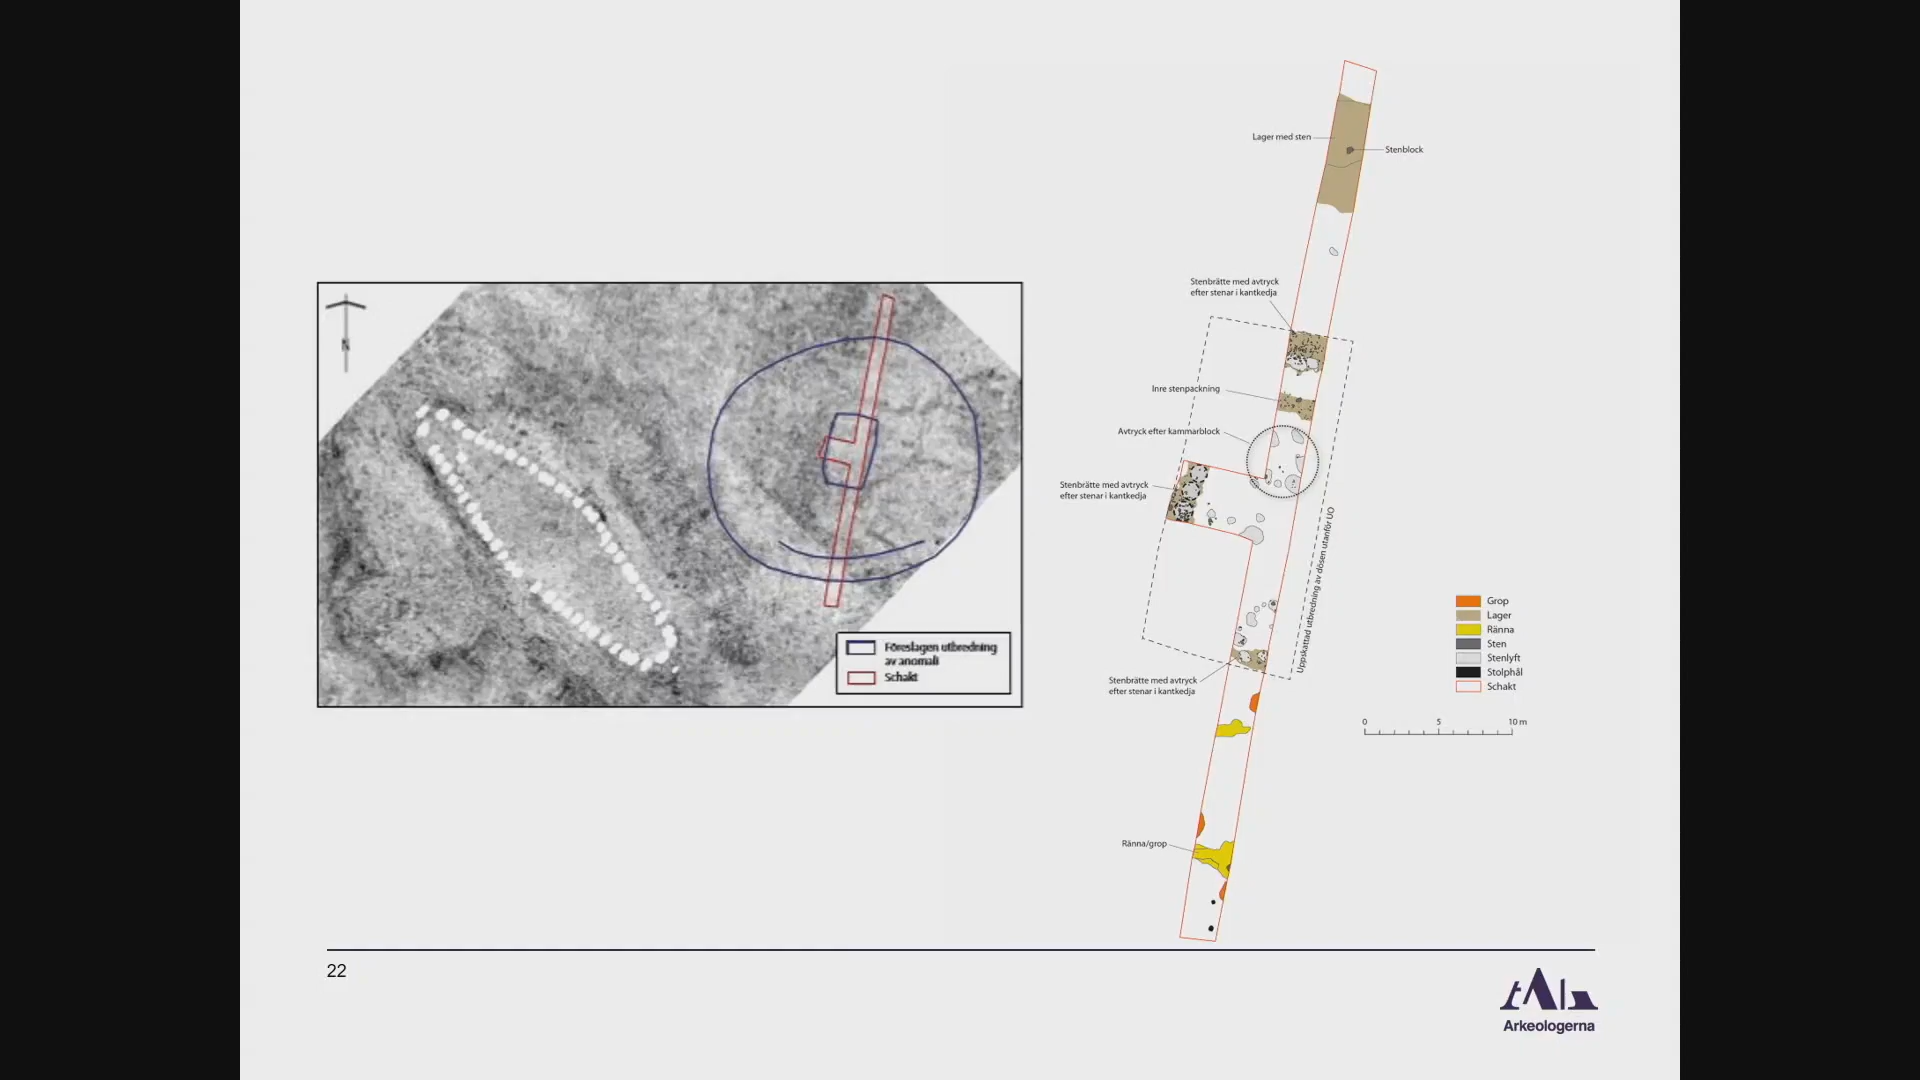 N
Föreslagen utbredning
av anomali
Schakt
Lager med sten
Stenblock
Stenbrätte med avtryck
efter stenar i kantkedja
Inre stenpackning
Avtryck efter kammarblock
Stenbrätte med avtryck
efter stenar i kantkedja
Uppskattad utbredning av dösen utanför UO
Stenbrätte med avtryck
efter stenar i kantkedja
Ränna/grop
Grop
Lager
Ränna
Sten
Stenlyft
Stolphål
Schakt
0 5 10 m
22
Arkeologerna